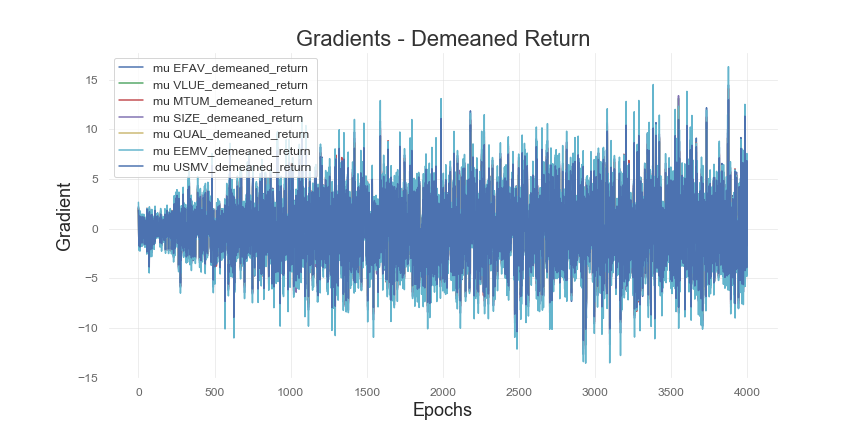 Gradients - Demeaned Return
mu EFAV_demeaned_return
mu VLUE_demeaned_return
mu MTUM_demeaned_return
mu SIZE_demeaned_return
mu QUAL_demeaned_return
mu EEMV_demeaned_return
mu USMV_demeaned_return
15
10
5
0
−5
−10
−15
Gradient
0 500 1000 1500 2000 2500 3000 3500 4000
Epochs